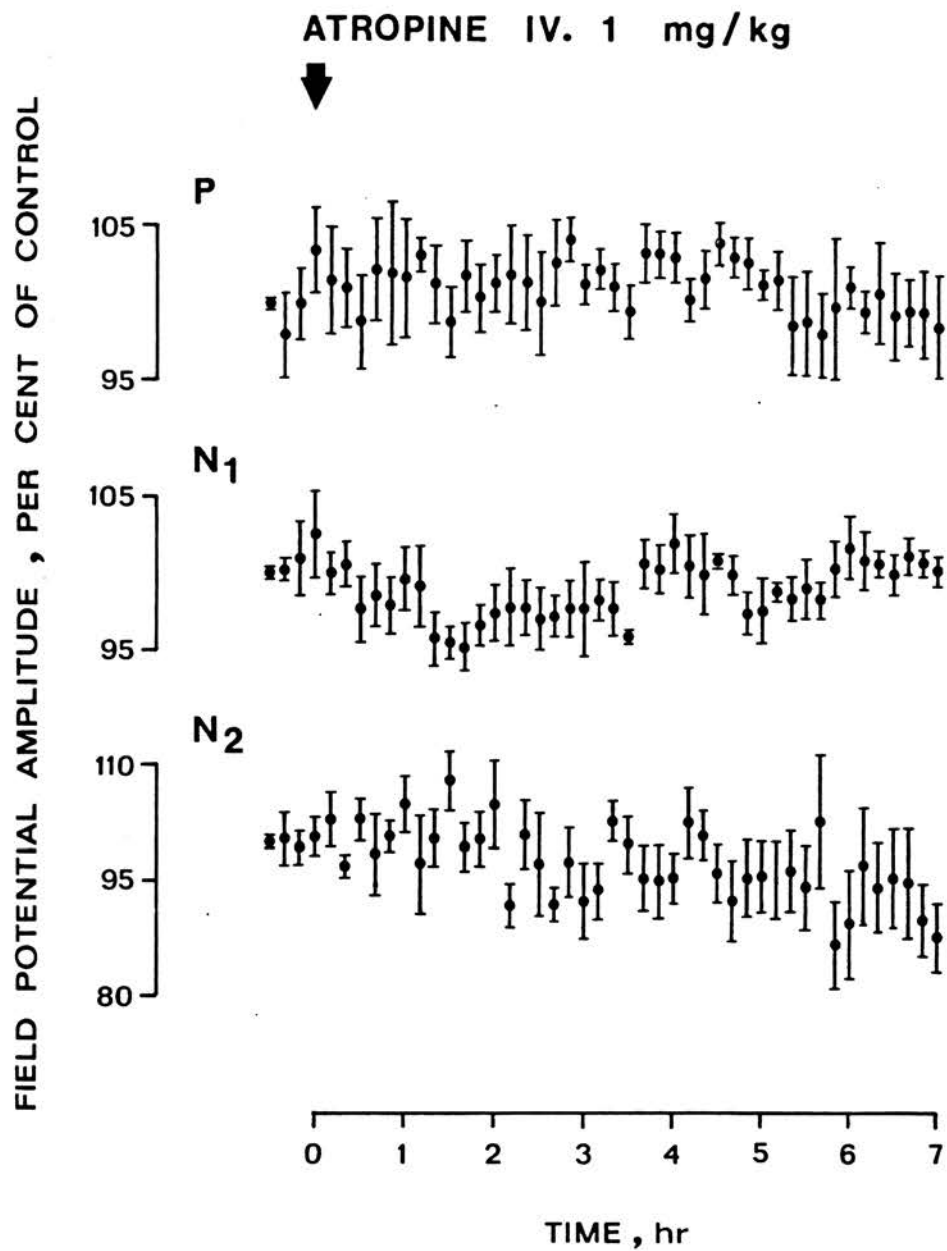 ATROPINE IV. 1 mg/kg
FIELD POTENTIAL AMPLITUDE, PER CENT OF CONTROL
P
105
95
N1
105
95
N2
110
95
80
0 1 2 3 4 5 6 7
TIME, hr